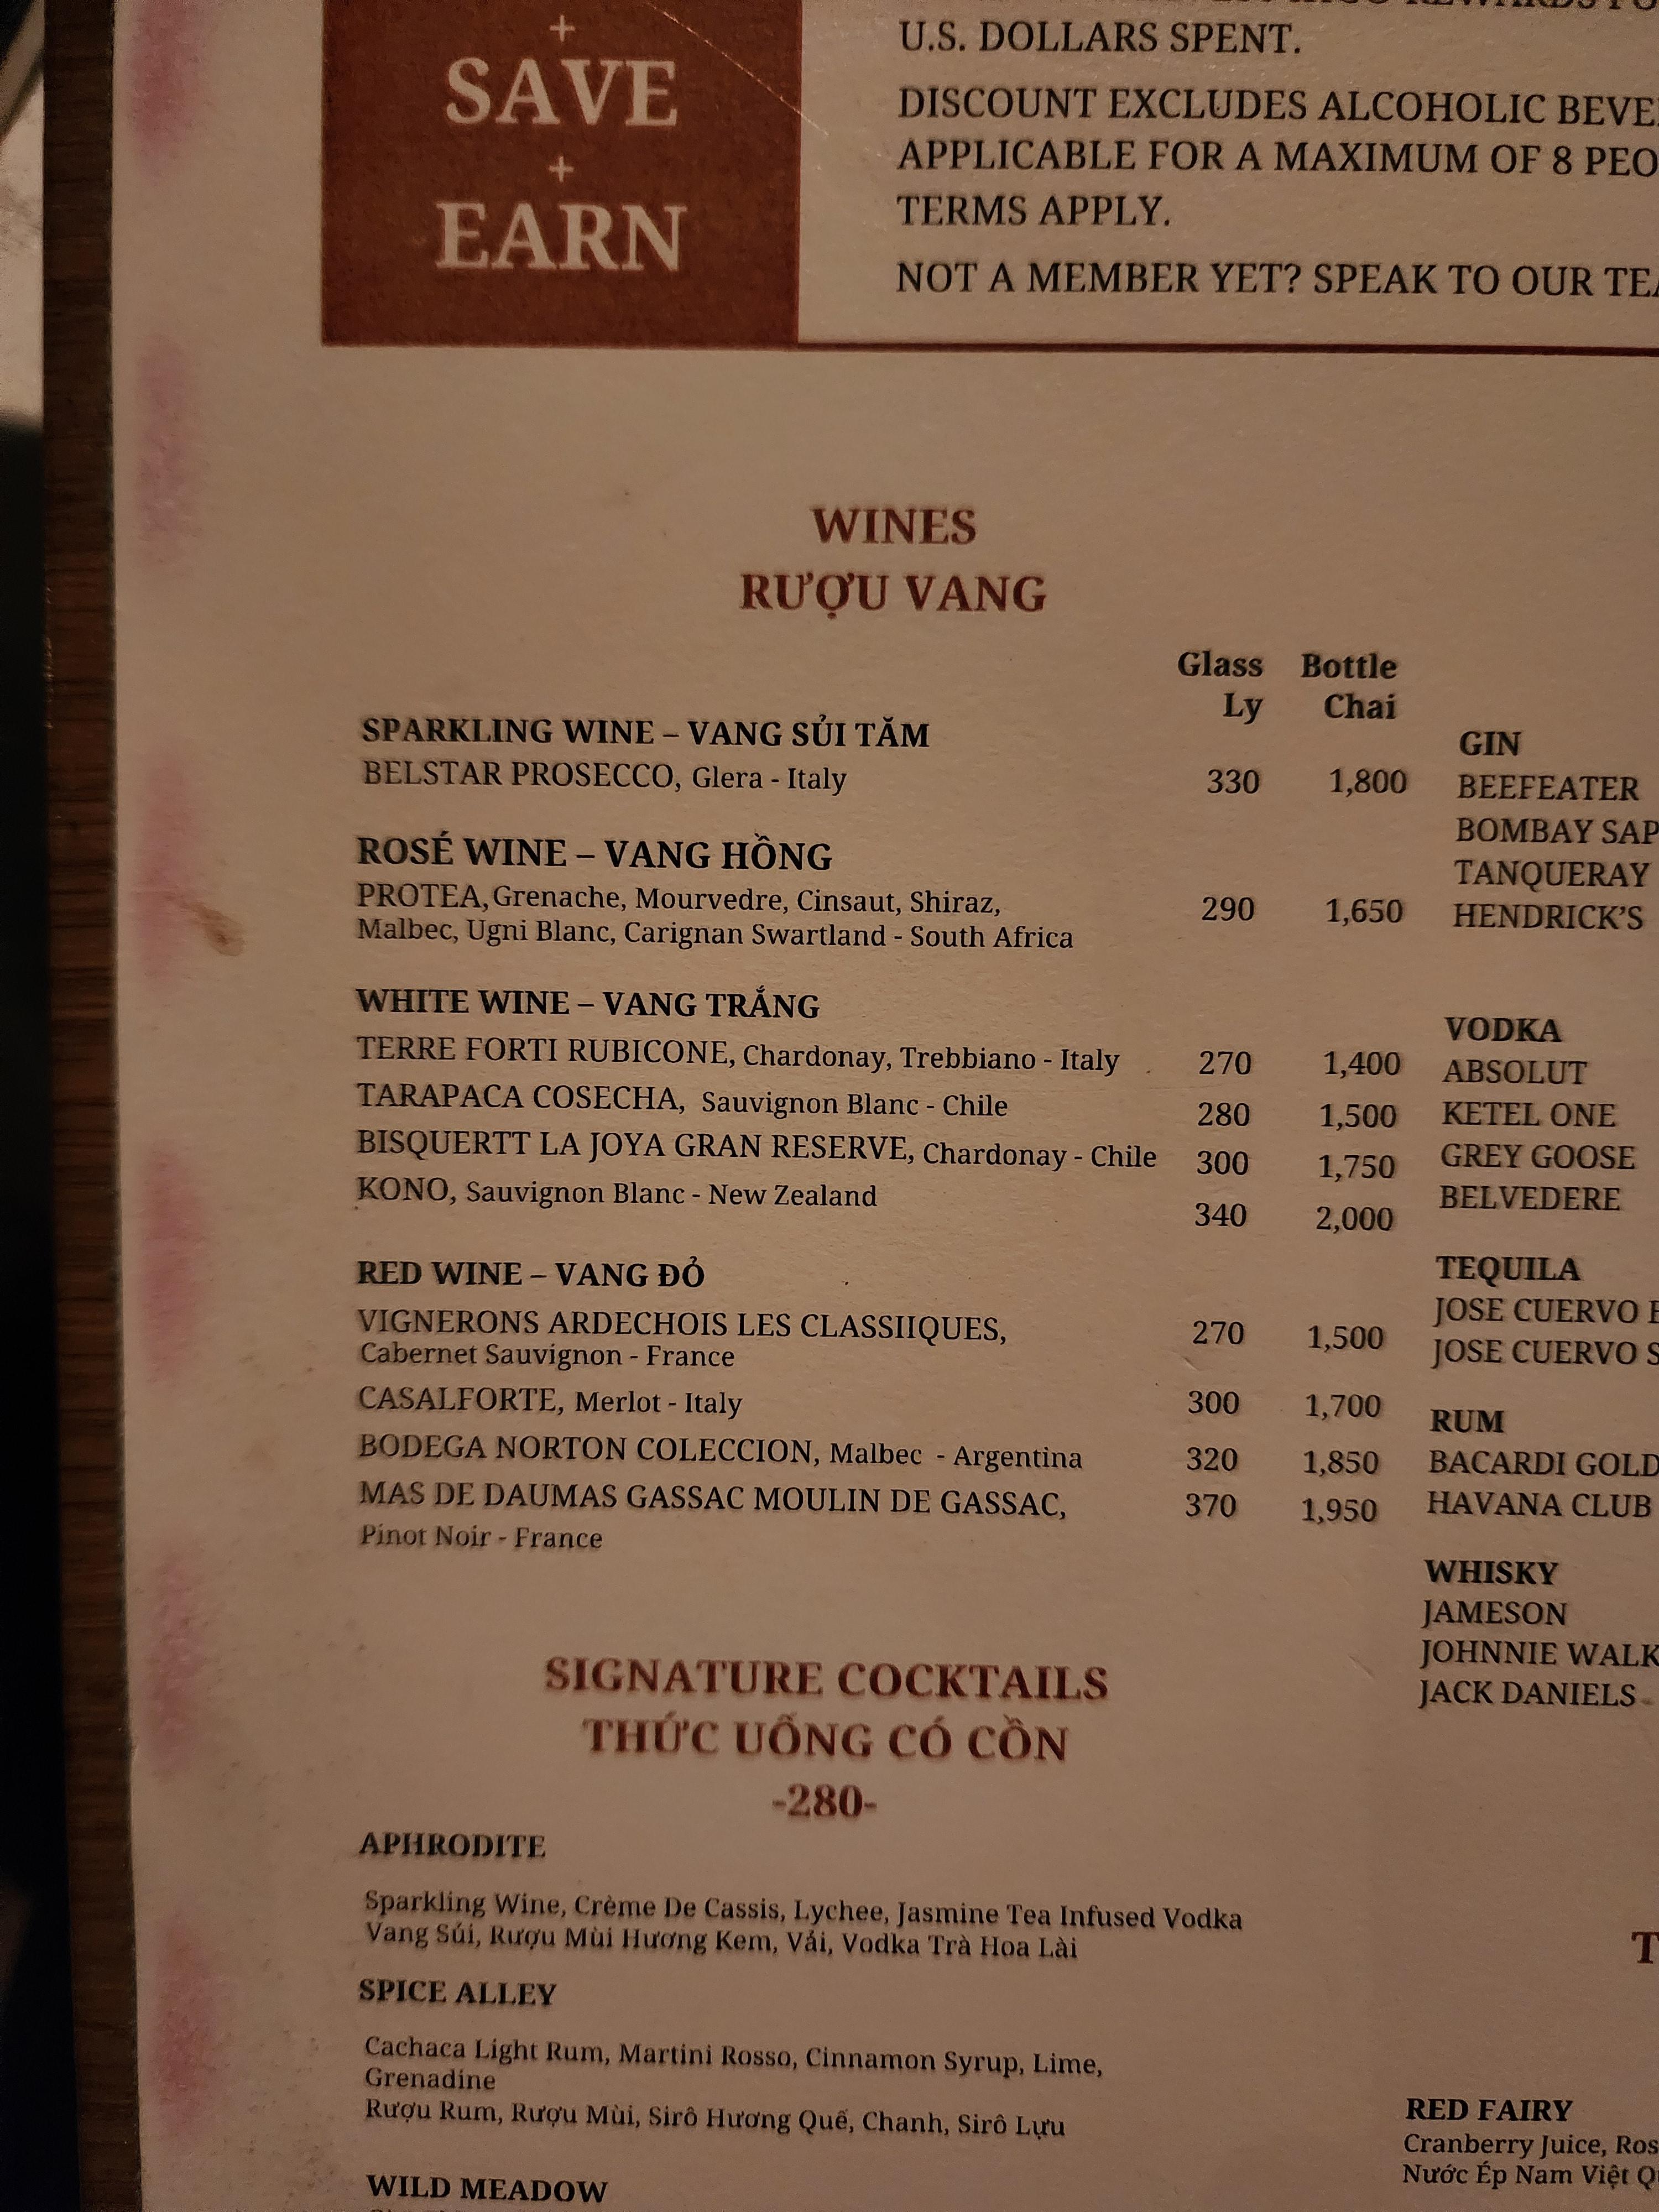 +
SAVE
+
EARN
U.S. DOLLARS SPENT.
DISCOUNT EXCLUDES ALCOHOLIC
APPLICABLE FOR A MAXIMUM OF 8
TERMS APPLY.
NOT A MEMBER YET? SPEAK TO OUR
WINES
RƯỢU VANG
Glass Bottle
Ly Chai
SPARKLING WINE – VANG SỦI TĂM
BELSTAR PROSECCO, Glera - Italy 330 1,800
ROSÉ WINE – VANG HỒNG
PROTEA, Grenache, Mourvedre, Cinsaut, Shiraz,
Malbec, Ugni Blanc, Carignan Swartland - South Africa 290 1,650
WHITE WINE – VANG TRẮNG
TERRE FORTI RUBICONE, Chardonay, Trebbiano - Italy 270 1,400
TARAPACA COSECHA, Sauvignon Blanc - Chile 280 1,500
BISQUERTT LA JOYA GRAN RESERVE, Chardonay - Chile 300 1,750
KONO, Sauvignon Blanc - New Zealand 340 2,000
RED WINE – VANG ĐỎ
VIGNERONS ARDECHOIS LES CLASSIIQUES, 270 1,500
Cabernet Sauvignon - France
CASALFORTE, Merlot - Italy 300 1,700
BODEGA NORTON COLECCION, Malbec - Argentina 320 1,850
MAS DE DAUMAS GASSAC MOULIN DE GASSAC, 370 1,950
Pinot Noir - France
SIGNATURE COCKTAILS
THỨC UỐNG CÓ CỒN
-280-
APHRODITE
Sparkling Wine, Crème De Cassis, Lychee, Jasmine Tea Infused Vodka
Vang Sủi, Rượu Mùi Hương Kem, Vải, Vodka Trà Hoa Lài
SPICE ALLEY
Cachaca Light Rum, Martini Rosso, Cinnamon Syrup, Lime,
Grenadine
Rượu Rum, Rượu Mùi, Sirô Hương Quế, Chanh, Sirô Lựu
WILD MEADOW
GIN
BEEFEATER
BOMBAY
TANQUERAY
HENDRICK'S
VODKA
ABSOLUT
KETEL ONE
GREY GOOSE
BELVEDERE
TEQUILA
JOSE CUERVO
JOSE CUERVO
RUM
BACARDI GOLD
HAVANA CLUB
WHISKY
JAMESON
JOHNNIE
JACK DANIELS
RED FAIRY
Cranberry Juice,
Nước Ép Nam Việt